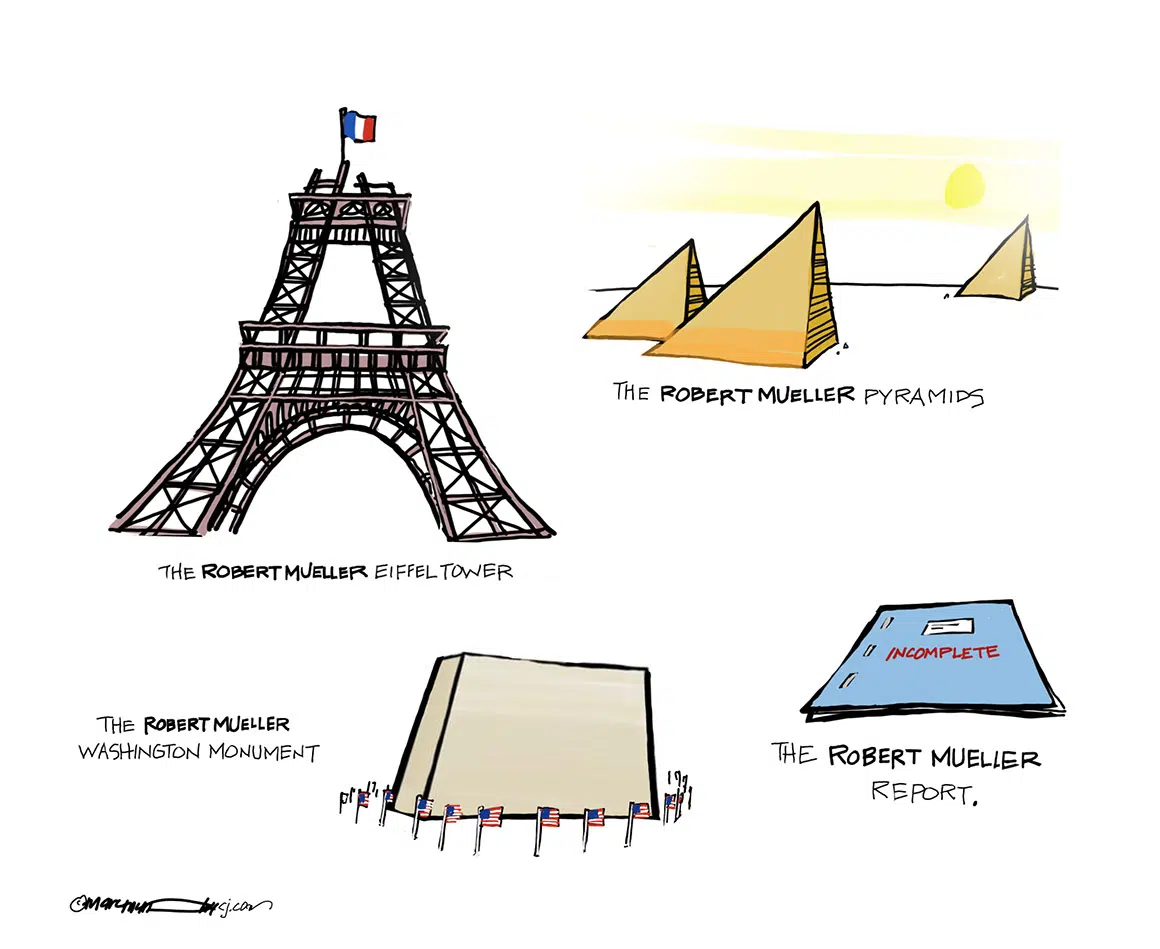 THE ROBERT MUELLER PYRAMIDS
THE ROBERT MUELLER EIFFEL TOWER
INCOMPLETE
THE ROBERT MUELLER
WASHINGTON MONUMENT
THE ROBERT MUELLER
REPORT.